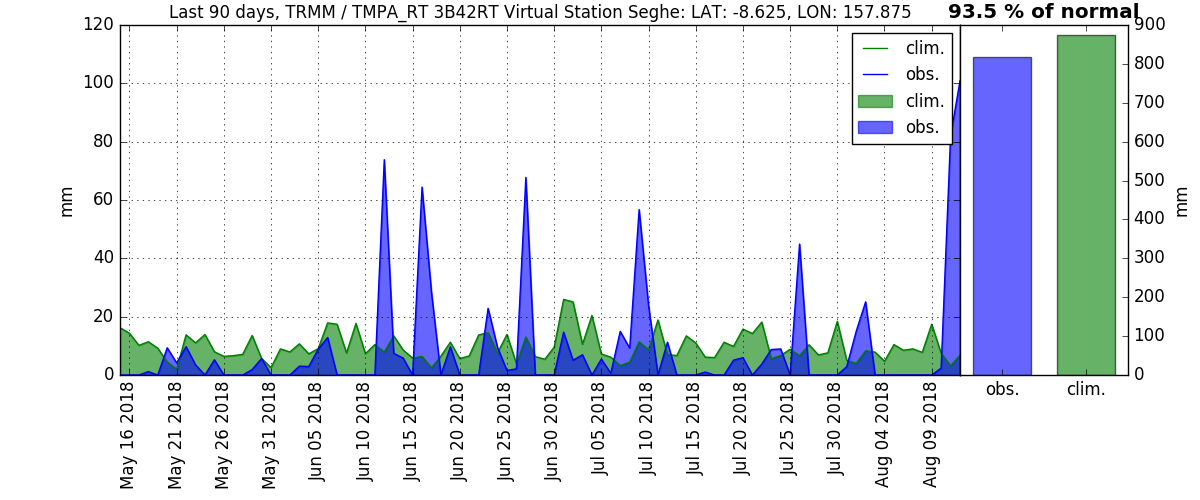 Last 90 days, TRMM / TMPA_RT 3B42RT Virtual Station Seghe: LAT: -8.625, LON: 157.875
93.5 % of normal
120
100
80
60
40
20
0
mm
clim.
obs.
clim.
obs.
May 16 2018
May 21 2018
May 26 2018
May 31 2018
Jun 05 2018
Jun 10 2018
Jun 15 2018
Jun 20 2018
Jun 25 2018
Jun 30 2018
Jul 05 2018
Jul 10 2018
Jul 15 2018
Jul 20 2018
Jul 25 2018
Jul 30 2018
Aug 04 2018
Aug 09 2018
900
800
700
600
500
400
300
200
100
0
mm
obs.
clim.